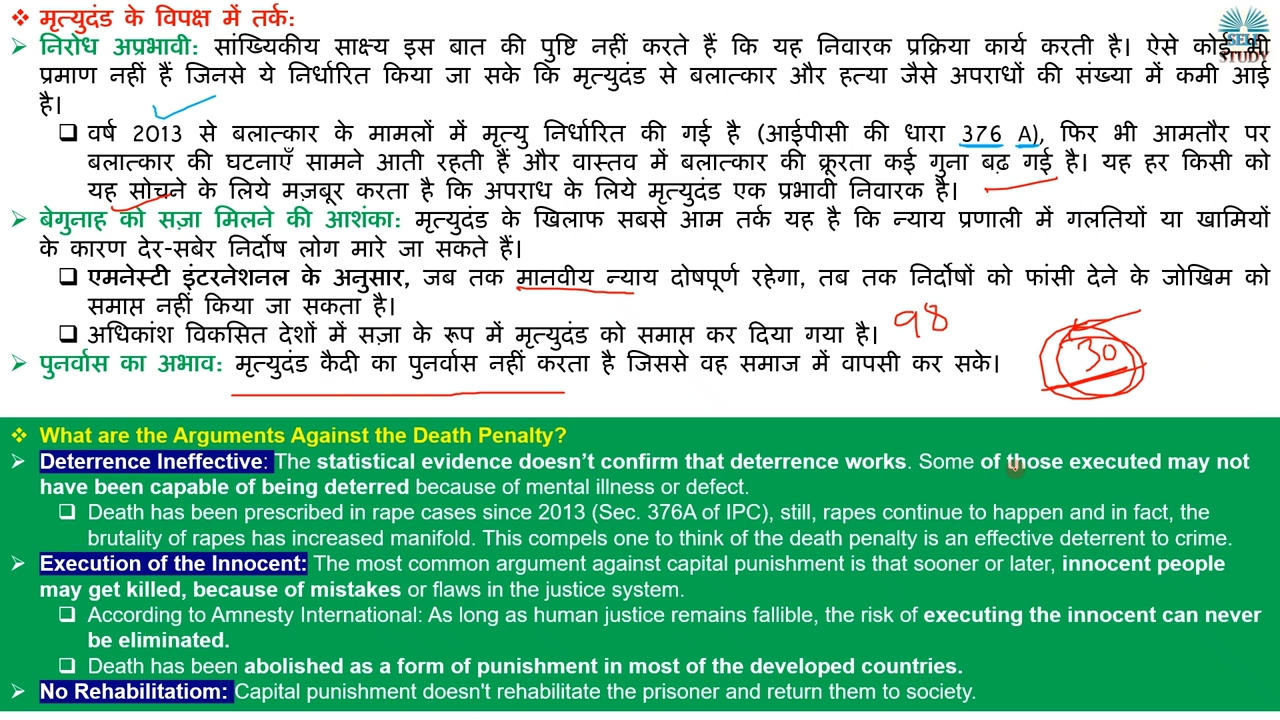 ❖ मृत्युदंड के विपक्ष में तर्क:
➢ निरोध अप्रभावी: सांख्यिकीय साक्ष्य इस बात की पुष्टि नहीं करते हैं कि यह निवारक प्रक्रिया कार्य करती है। ऐसे कोई भी
SELF STUDY
प्रमाण नहीं हैं जिनसे ये निर्धारित किया जा सके कि मृत्युदंड से बलात्कार और हत्या जैसे अपराधों की संख्या में कमी आई
है।
❑ वर्ष 2013 से बलात्कार के मामलों में मृत्यु निर्धारित की गई है (आईपीसी की धारा 376 A), फिर भी आमतौर पर
बलात्कार की घटनाएँ सामने आती रहती हैं और वास्तव में बलात्कार की क्रूरता कई गुना बढ़ गई है। यह हर किसी को
यह सोचने के लिये मज़बूर करता है कि अपराध के लिये मृत्युदंड एक प्रभावी निवारक है।
➢ बेगुनाह को सज़ा मिलने की आशंका: मृत्युदंड के खिलाफ सबसे आम तर्क यह है कि न्याय प्रणाली में गलतियों या खामियों
के कारण देर-सबेर निर्दोष लोग मारे जा सकते हैं।
❑ एमनेस्टी इंटरनेशनल के अनुसार, जब तक मानवीय न्याय दोषपूर्ण रहेगा, तब तक निर्दोषों को फांसी देने के जोखिम को
समाप्त नहीं किया जा सकता है।
❑ अधिकांश विकसित देशों में सज़ा के रूप में मृत्युदंड को समाप्त कर दिया गया है। 98
30
➢ पुनर्वास का अभाव: मृत्युदंड कैदी का पुनर्वास नहीं करता है जिससे वह समाज में वापसी कर सके।
❖ What are the Arguments Against the Death Penalty?
➢ Deterrence Ineffective: The statistical evidence doesn’t confirm that deterrence works. Some of those executed may not
have been capable of being deterred because of mental illness or defect.
❑ Death has been prescribed in rape cases since 2013 (Sec. 376A of IPC), still, rapes continue to happen and in fact, the
brutality of rapes has increased manifold. This compels one to think of the death penalty is an effective deterrent to crime.
➢ Execution of the Innocent: The most common argument against capital punishment is that sooner or later, innocent people
may get killed, because of mistakes or flaws in the justice system.
❑ According to Amnesty International: As long as human justice remains fallible, the risk of executing the innocent can never
be eliminated.
❑ Death has been abolished as a form of punishment in most of the developed countries.
➢ No Rehabilitatiom: Capital punishment doesn't rehabilitate the prisoner and return them to society.